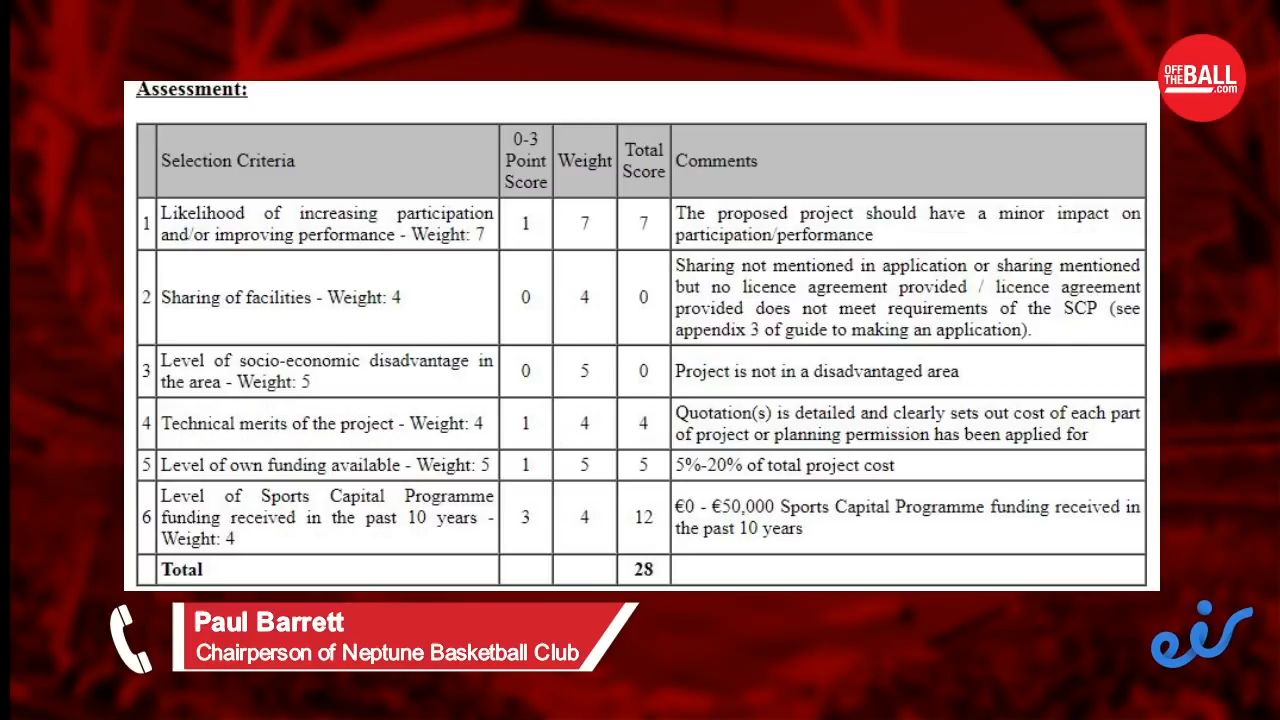 OFF
THE BALL
.com
Assessment:
Selection Criteria
0-3
Point
Score
Weight
Total
Score
Comments
1
Likelihood of increasing participation
and/or improving performance - Weight: 7
1
7
7
The proposed project should have a minor impact on
participation/performance
2
Sharing of facilities - Weight: 4
0
4
0
Sharing not mentioned in application or sharing mentioned
but no licence agreement provided / licence agreement
provided does not meet requirements of the SCP (see
appendix 3 of guide to making an application).
3
Level of socio-economic disadvantage in
the area - Weight: 5
0
5
0
Project is not in a disadvantaged area
4
Technical merits of the project - Weight: 4
1
4
4
Quotation(s) is detailed and clearly sets out cost of each part
of project or planning permission has been applied for
5
Level of own funding available - Weight: 5
1
5
5
5%-20% of total project cost
6
Level of Sports Capital Programme
funding received in the past 10 years -
Weight: 4
3
4
12
€0 - €50,000 Sports Capital Programme funding received in
the past 10 years
Total
28
Paul Barrett
Chairperson of Neptune Basketball Club
eir